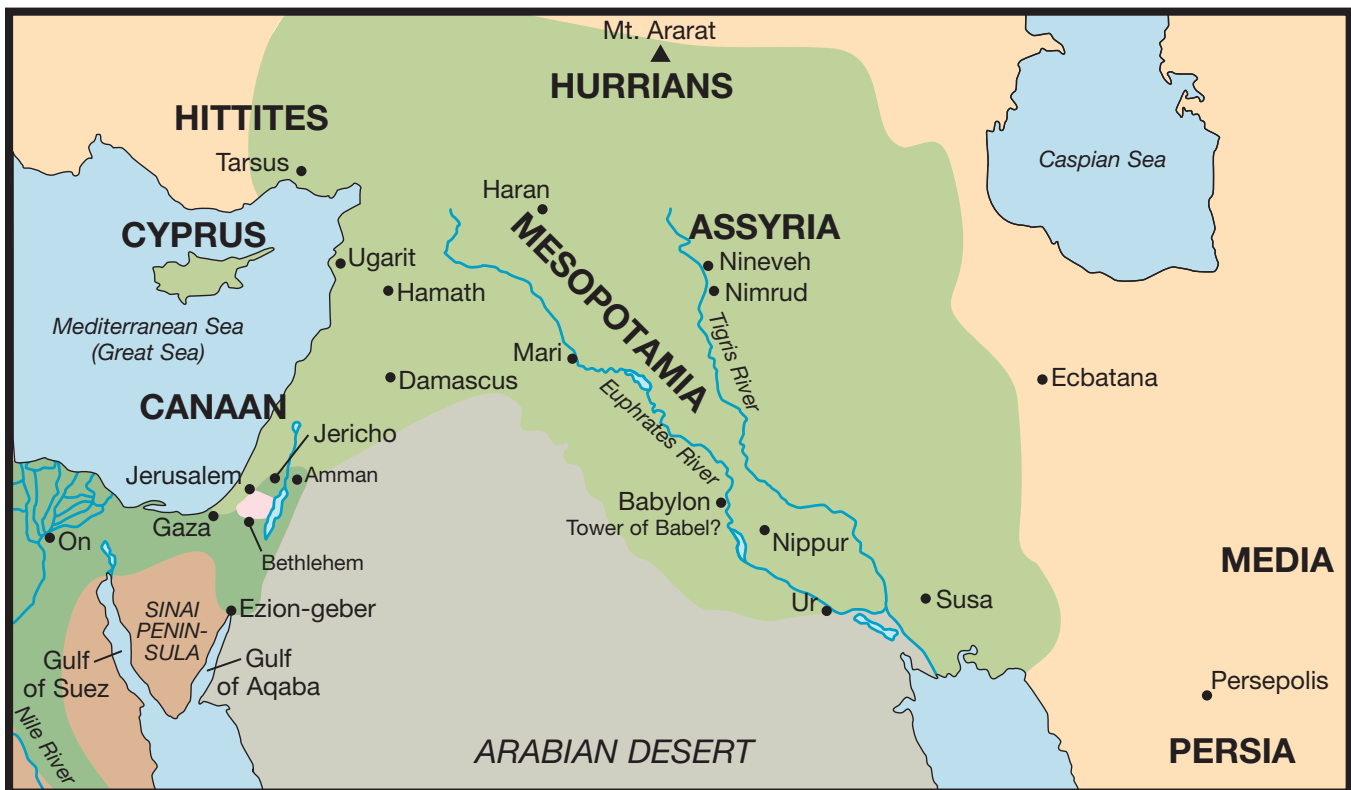 Mt. Ararat
HURRIANS
HITTITES
Tarsus
Caspian Sea
Haran
CYPRUS
MESOPOTAMIA
ASSYRIA
Ugarit
Nineveh
Hamath
Nimrud
Mediterranean Sea
(Great Sea)
Tigris River
Mari
Damascus
Ecbatana
Euphrates River
CANAAN
Jericho
Jerusalem
Amman
Babylon
Tower of Babel?
Gaza
On
Nippur
Bethlehem
MEDIA
Ezion-geber
SINAI
PENIN-
SULA
Ur
Susa
Gulf
of Suez
Gulf
of Aqaba
Persepolis
Nile River
ARABIAN DESERT
PERSIA